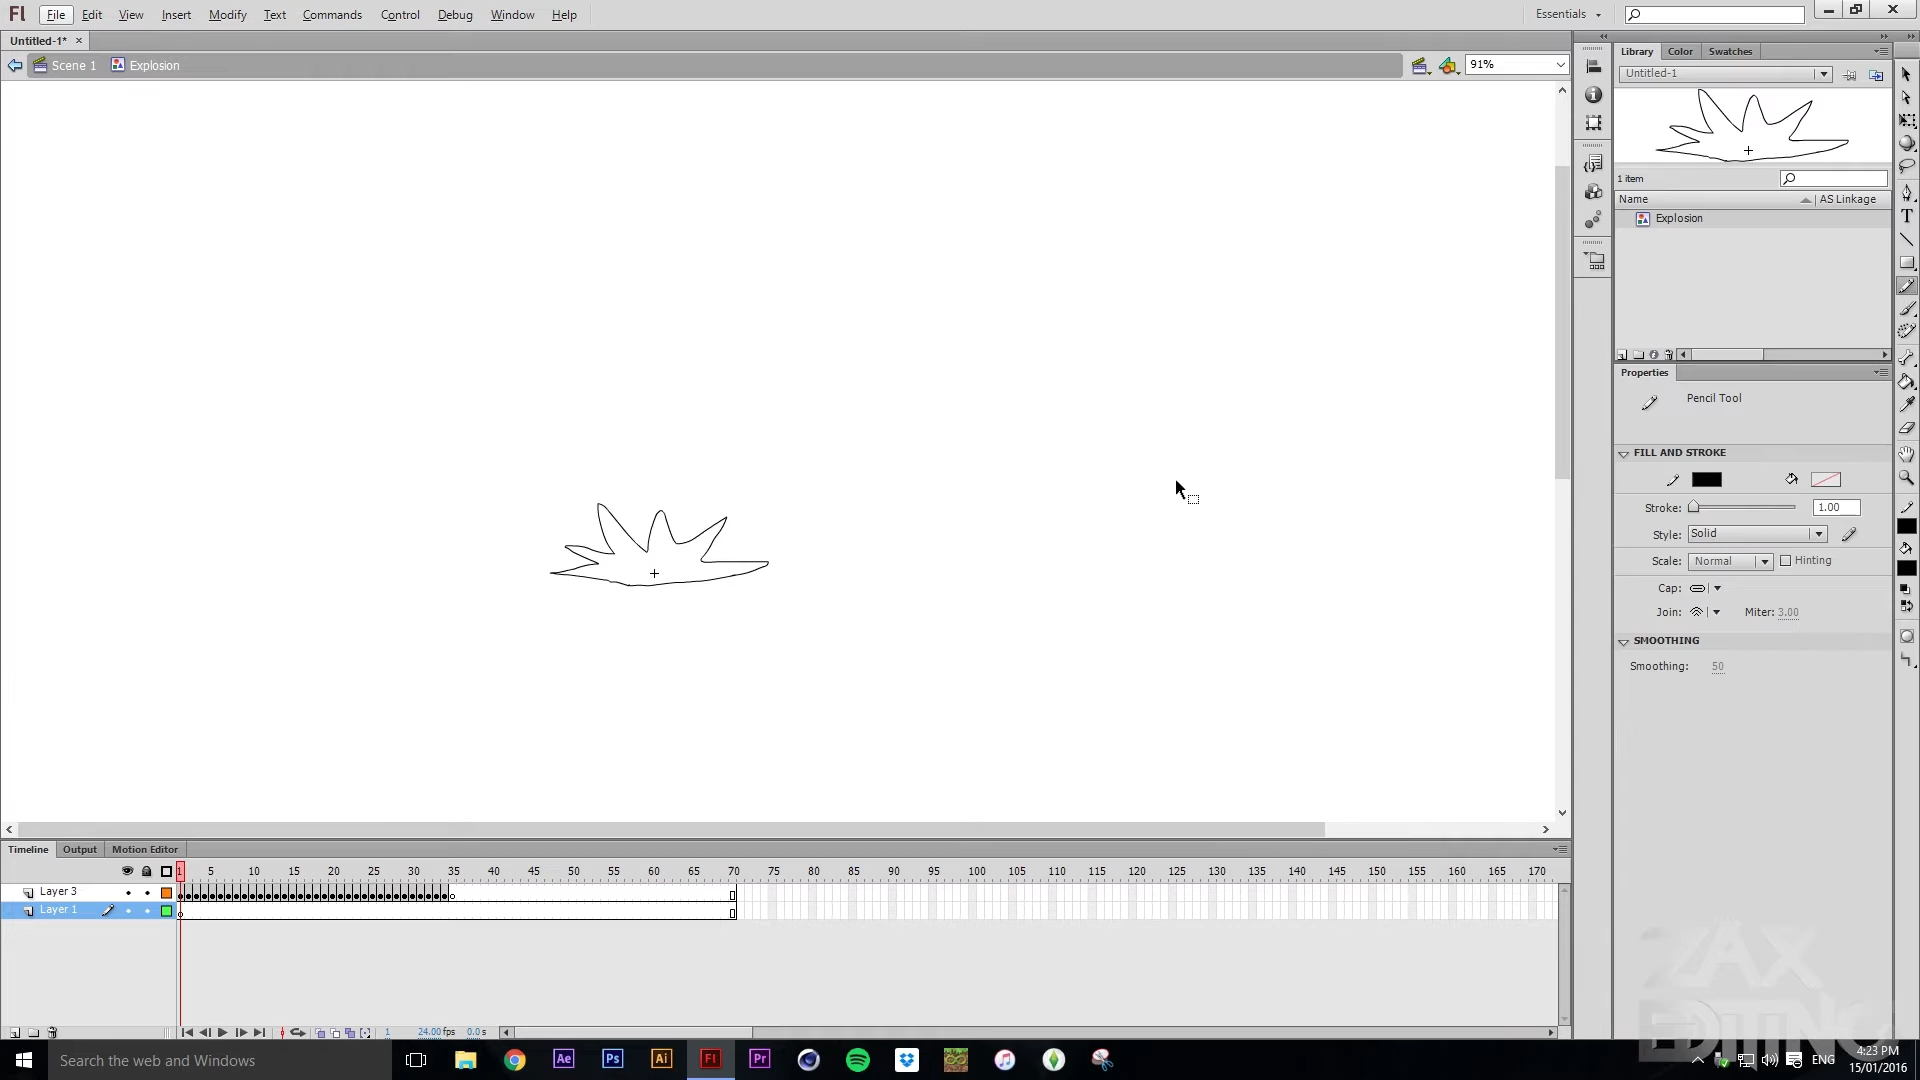 Fl File Edit View Insert Modify Text Commands Control Debug Window Help Essentials
Untitled-1* ×
Scene 1 Explosion 91%
Library Color Swatches
Untitled-1
1 item
Name AS Linkage
Explosion
Properties
Pencil Tool
FILL AND STROKE
Stroke: 1.00
Style: Solid
Scale: Normal Hinting
Cap:
Join: Miter: 3.00
SMOOTHING
Smoothing: 50
T
Timeline Output Motion Editor
1 5 10 15 20 25 30 35 40 45 50 55 60 65 70 75 80 85 90 95 100 105 110 115 120 125 130 135 140 145 150 155 160 165 170
Layer 3
Layer 1
1 24.00 fps 0.0 s
ZAX
EDITING
Search the web and Windows
Ae Ps Ai Fl Pr
ENG
4:23 PM
15/01/2016